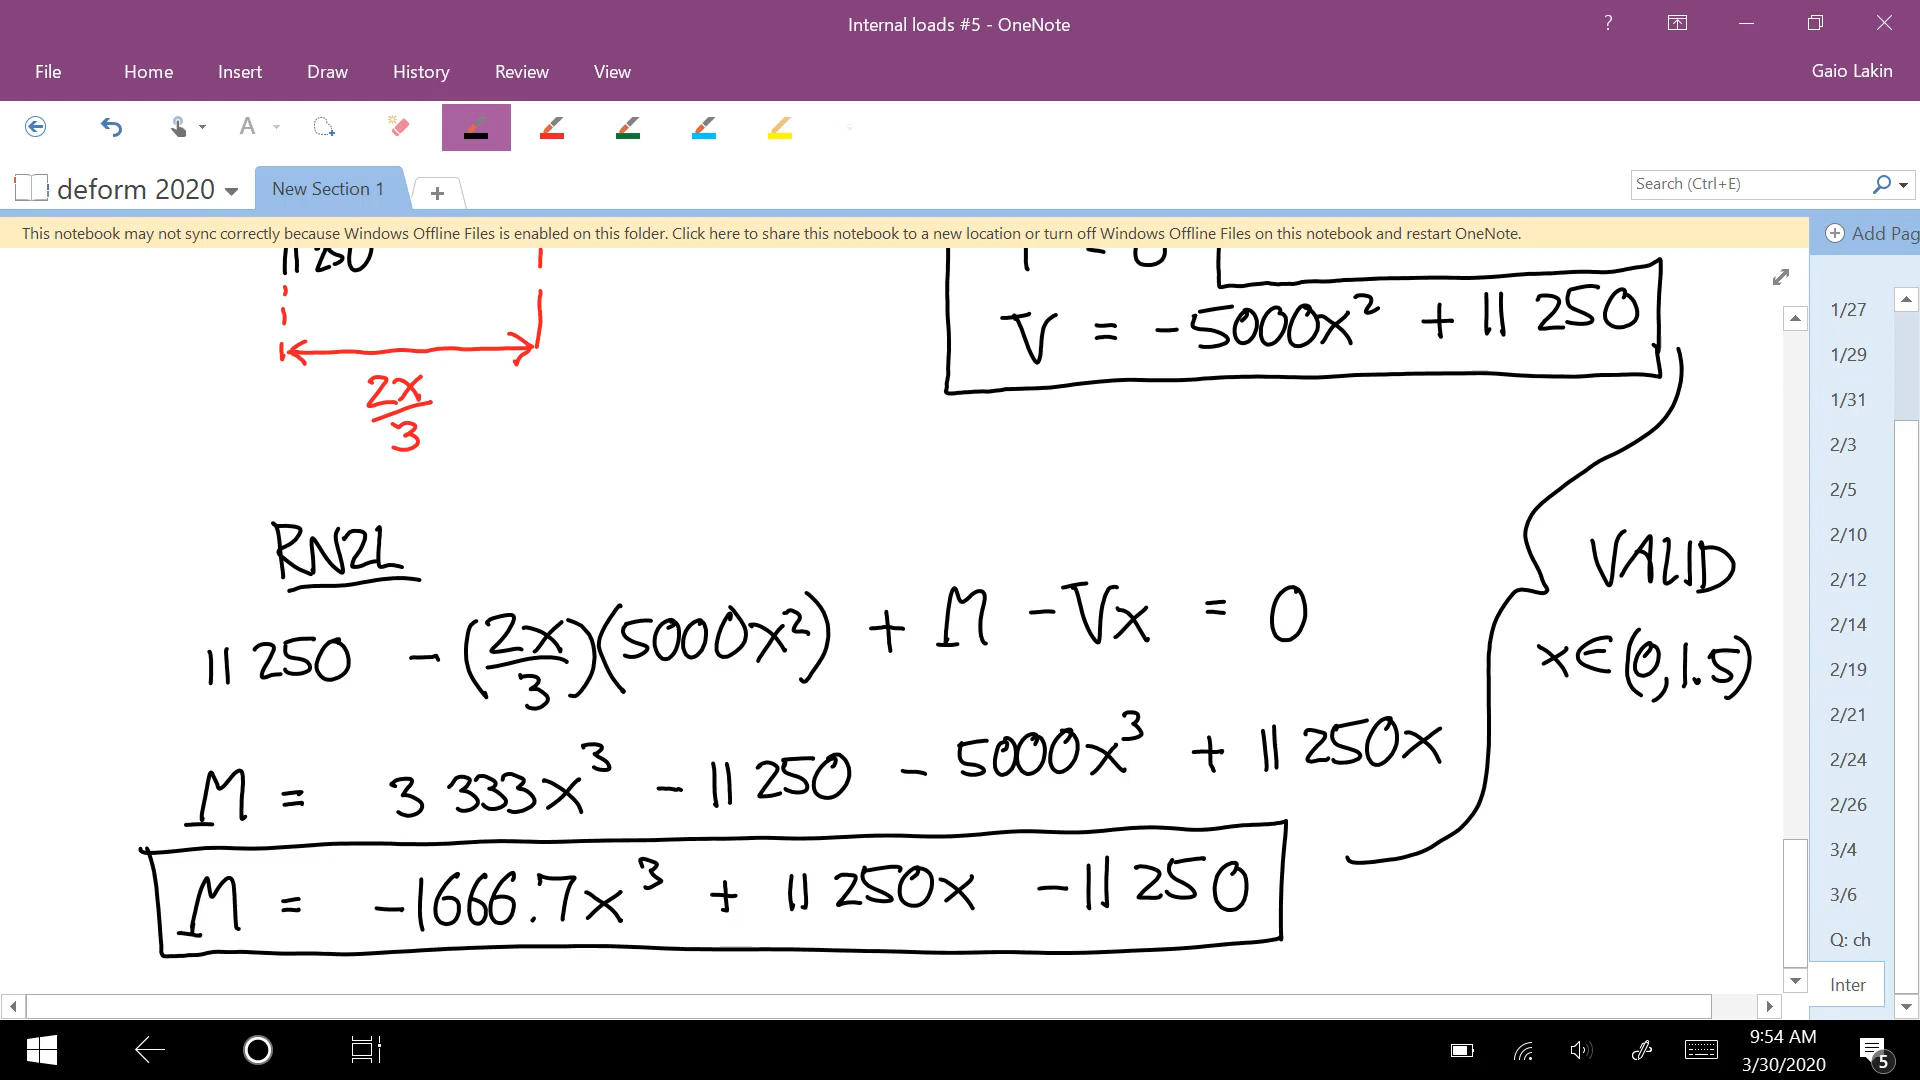 Internal loads #5 - OneNote
?
File Home Insert Draw History Review View
Gaio Lakin
A
deform 2020
New Section 1
+
Search (Ctrl+E)
This notebook may not sync correctly because Windows Offline Files is enabled on this folder. Click here to share this notebook to a new location or turn off Windows Offline Files on this notebook and restart OneNote.
Add Pag
11 250
= 0
V = -5000x² + 11 250
2x
3
RN2L
11 250 - (2x/3)(5000x²) + M - Vx = 0
VALID
x∈(0,1.5)
M = 3 333x³ - 11 250 - 5000x³ + 11 250x
M = -1666.7x³ + 11 250x - 11 250
1/27
1/29
1/31
2/3
2/5
2/10
2/12
2/14
2/19
2/21
2/24
2/26
3/4
3/6
Q: ch
Inter
9:54 AM
3/30/2020
5